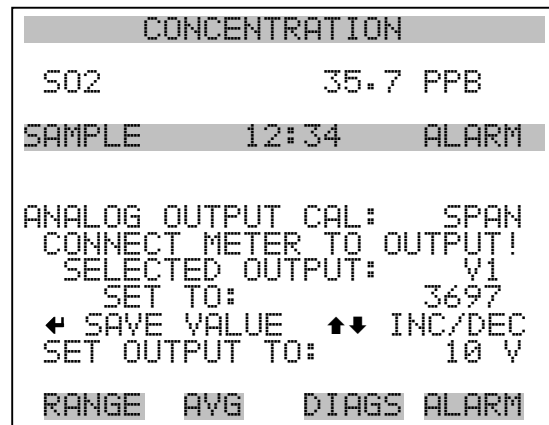 CONCENTRATION
SO2 35.7 PPB
SAMPLE 12:34 ALARM
ANALOG OUTPUT CAL: SPAN
CONNECT METER TO OUTPUT!
SELECTED OUTPUT: V1
SET TO: 3697
↵ SAVE VALUE ↑↓ INC/DEC
SET OUTPUT TO: 10 V
RANGE AVG DIAGS ALARM